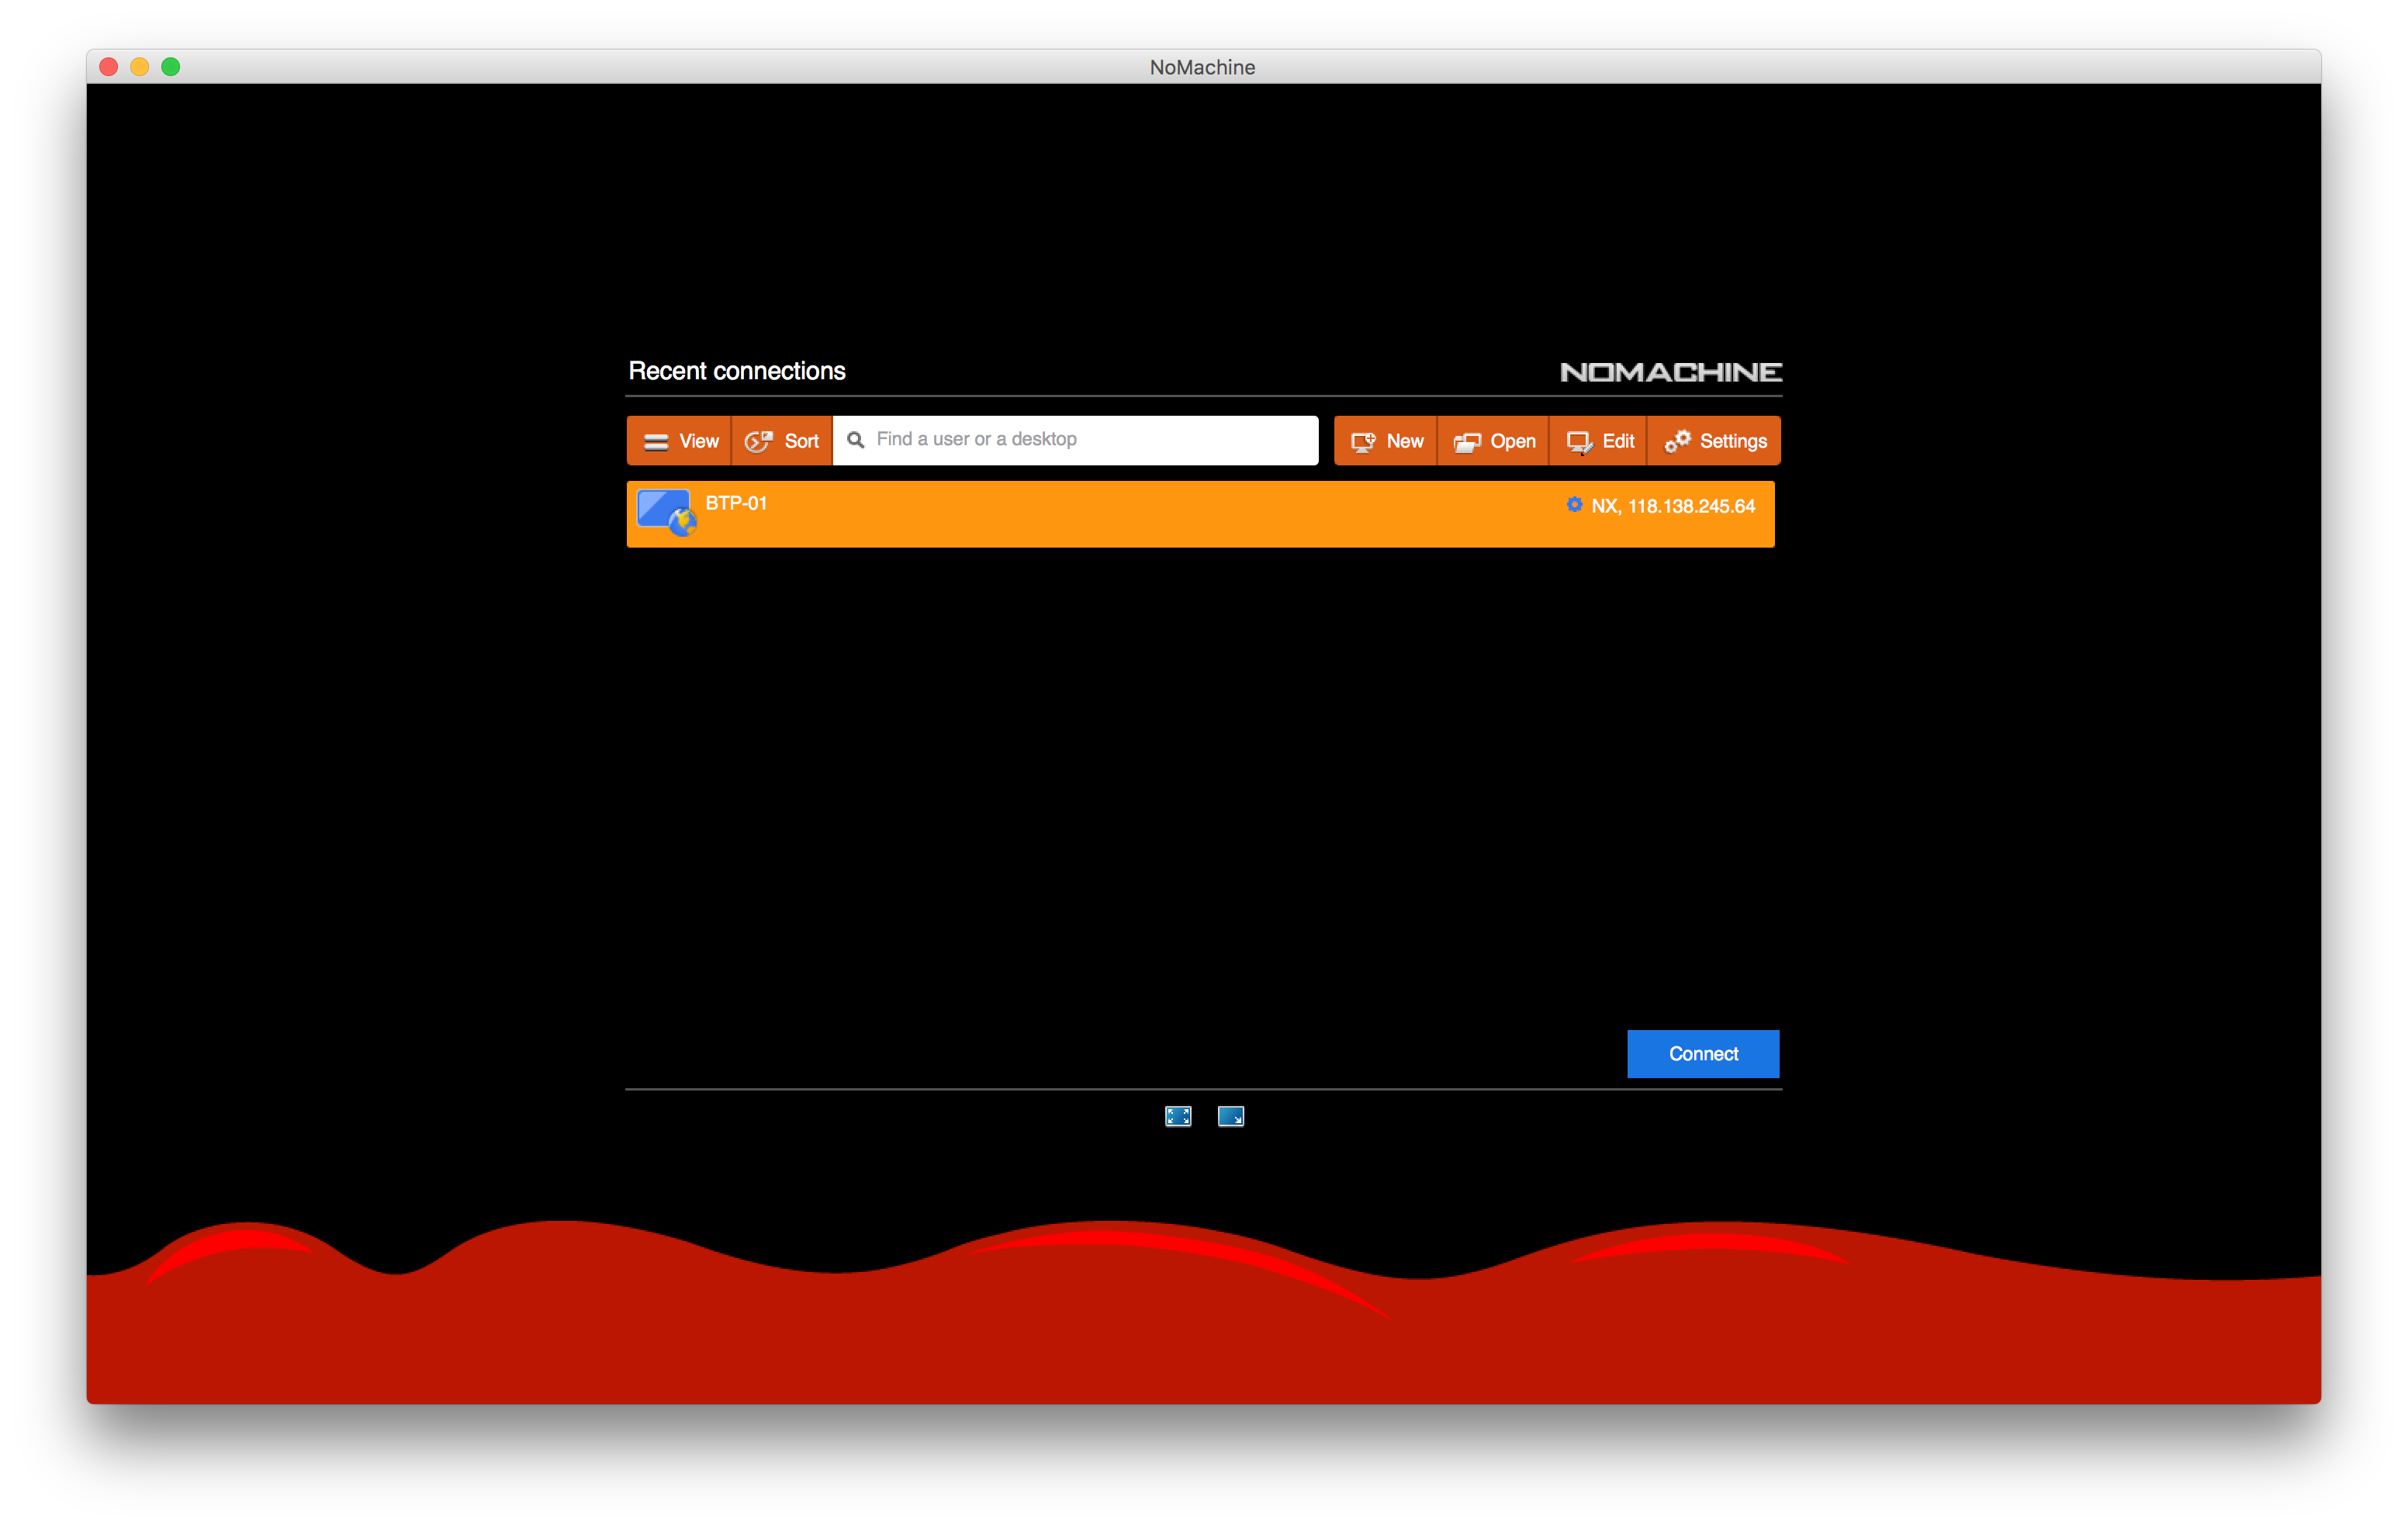 NoMachine
Recent connections
NOMACHINE
View Sort Find a user or a desktop New Open Edit Settings
BTP-01 NX, 118.138.245.64
Connect